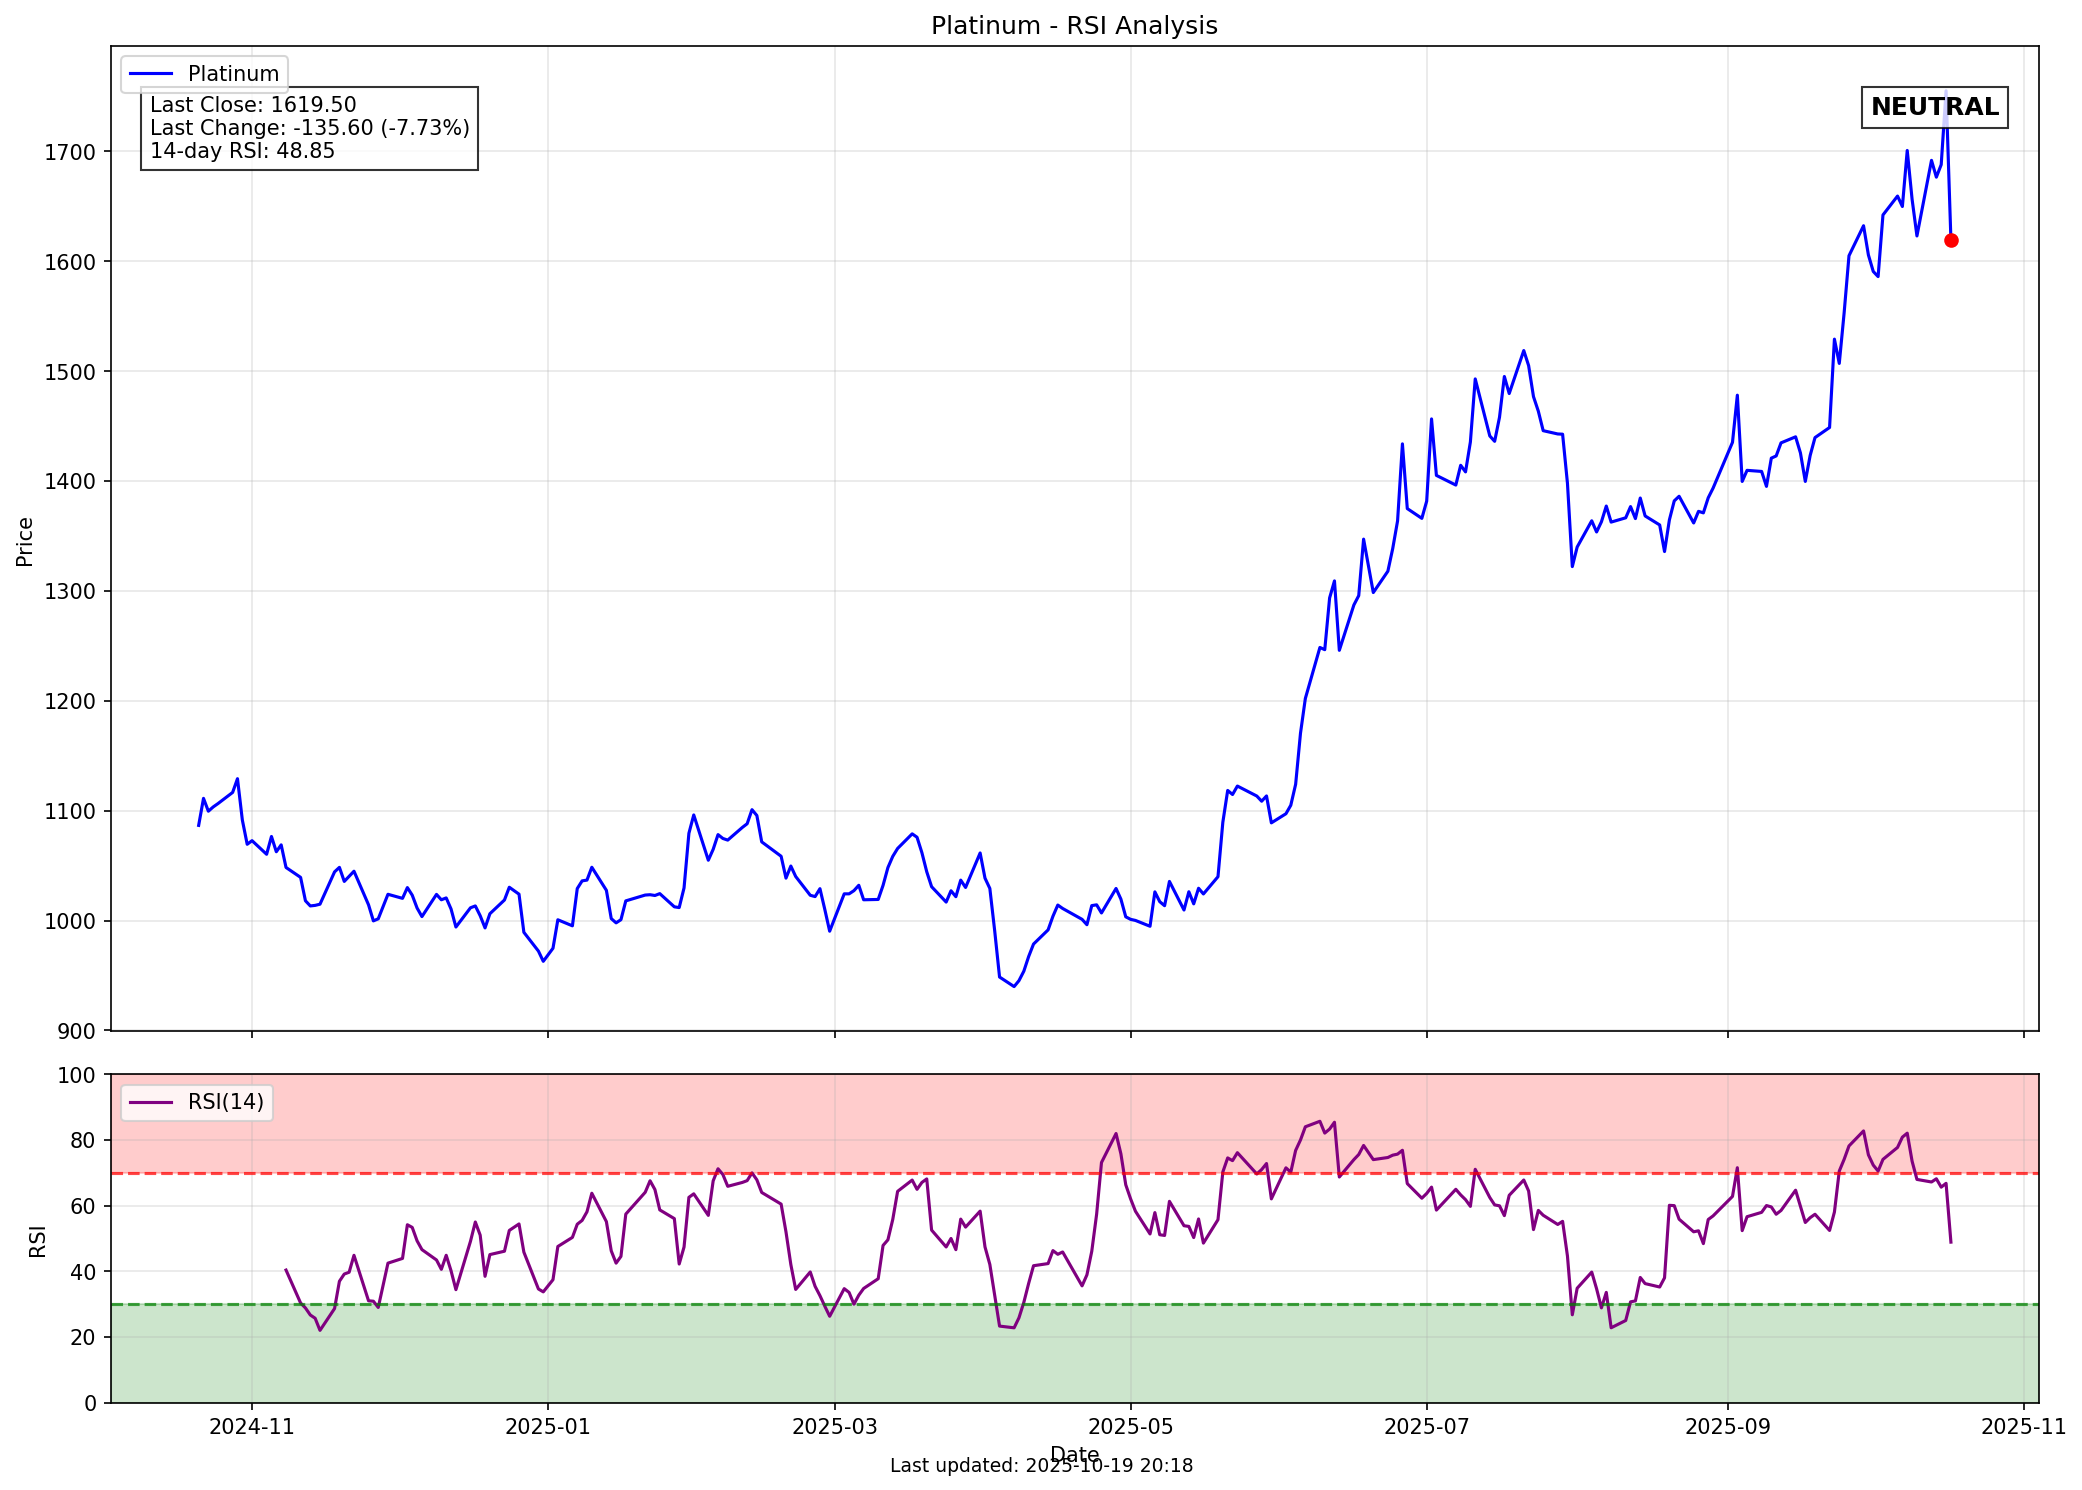 Platinum - RSI Analysis
Platinum
Last Close: 1619.50
Last Change: -135.60 (-7.73%)
14-day RSI: 48.85
NEUTRAL
Price
1700
1600
1500
1400
1300
1200
1100
1000
900
RSI(14)
RSI
100
80
60
40
20
0
2024-11
2025-01
2025-03
2025-05
2025-07
2025-09
2025-11
Date
Last updated: 2025-10-19 20:18